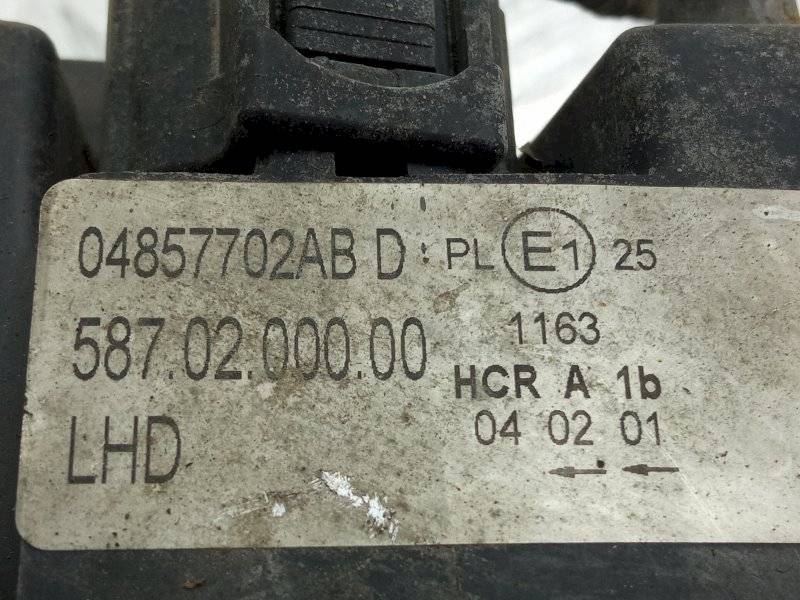 04857702AB D : PL E1 25
587.02.000.00 1163
HCR A 1b
LHD 04 02 01